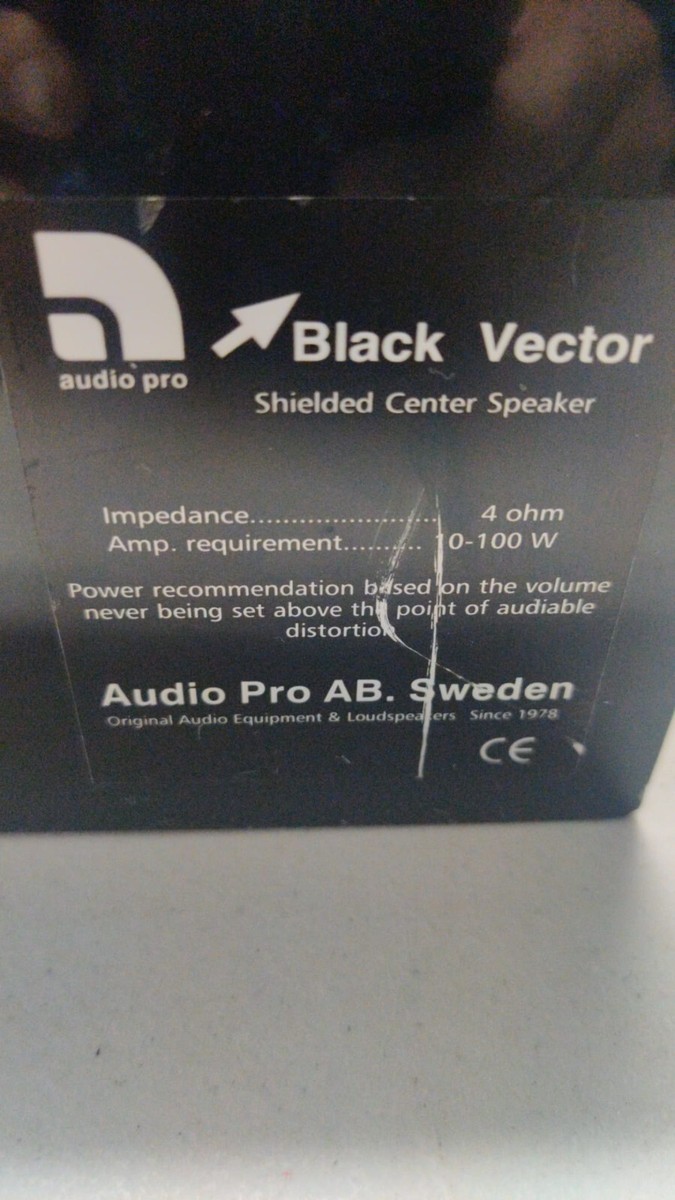 audio pro
Black Vector
Shielded Center Speaker
Impedance....................... 4 ohm
Amp. requirement.......... 10-100 W
Power recommendation based on the volume
never being set above the point of audiable
distortion
Audio Pro AB. Sweden
Original Audio Equipment & Loudspeakers Since 1978
CE